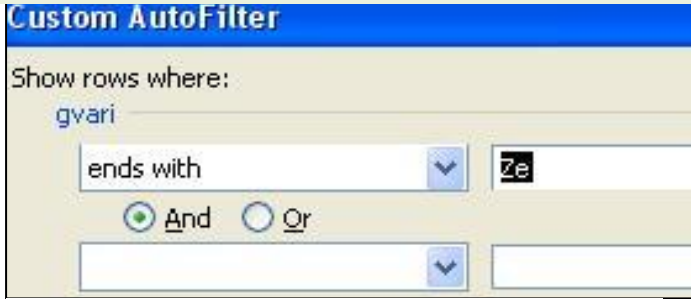 Custom AutoFilter
Show rows where:
gvari
ends with Ze
And Or